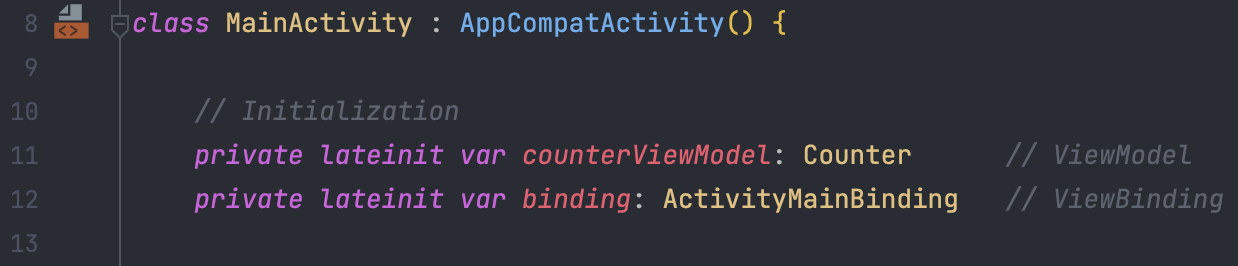 8 <> class MainActivity : AppCompatActivity() {
9
10 // Initialization
11 private lateinit var counterViewModel: Counter // ViewModel
12 private lateinit var binding: ActivityMainBinding // ViewBinding
13